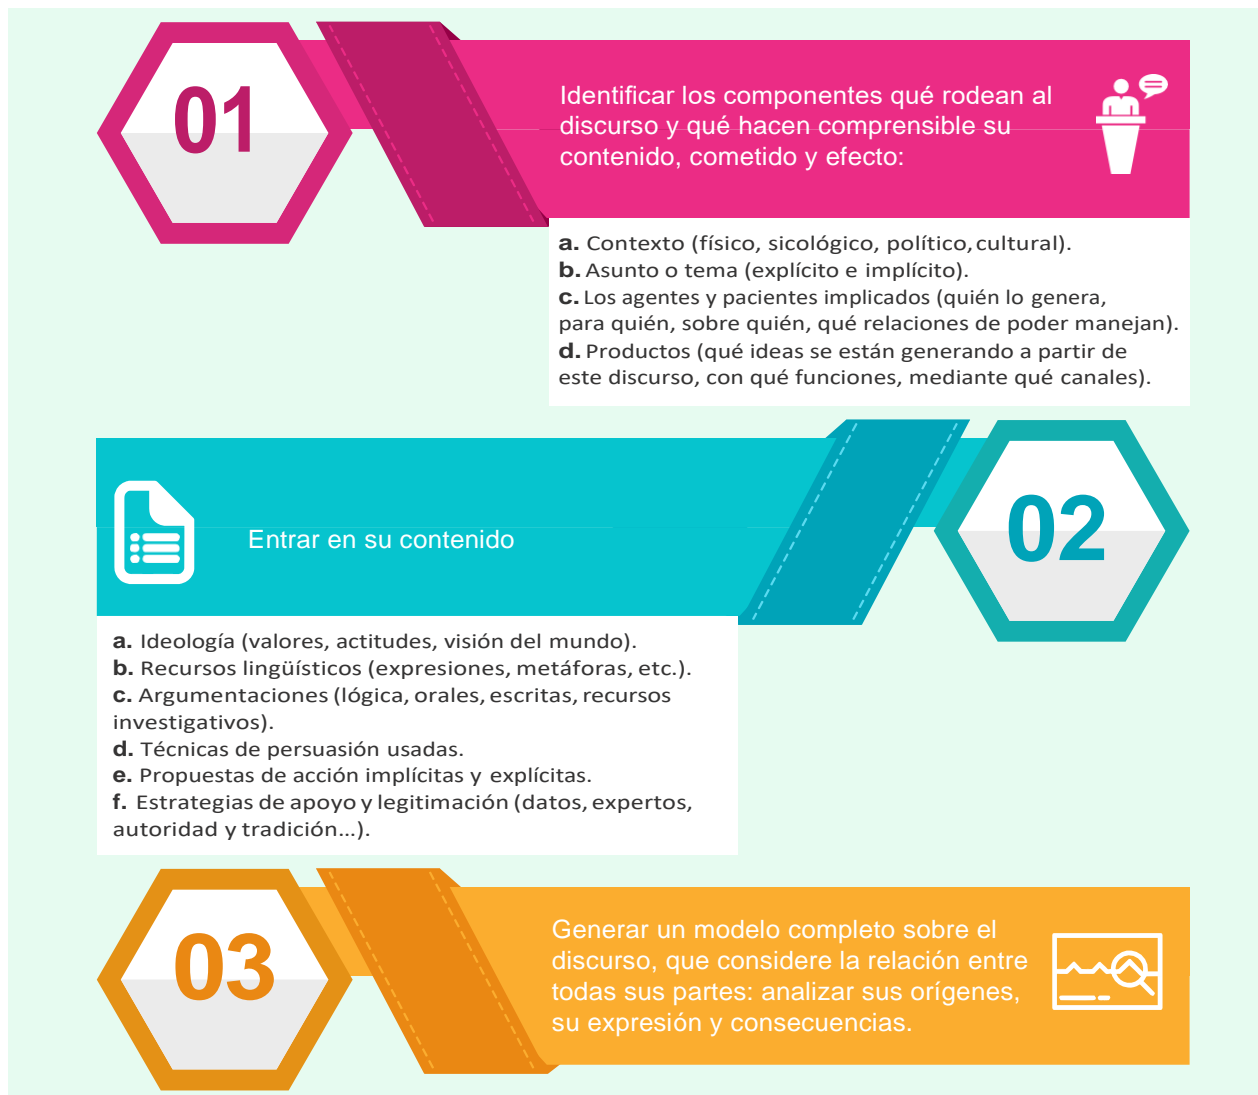 01
Identificar los componentes qué rodean al
discurso y qué hacen comprensible su
contenido, cometido y efecto:
a. Contexto (físico, sicológico, político, cultural).
b. Asunto o tema (explícito e implícito).
c. Los agentes y pacientes implicados (quién lo genera,
para quién, sobre quién, qué relaciones de poder manejan).
d. Productos (qué ideas se están generando a partir de
este discurso, con qué funciones, mediante qué canales).
02
Entrar en su contenido
a. Ideología (valores, actitudes, visión del mundo).
b. Recursos lingüísticos (expresiones, metáforas, etc.).
c. Argumentaciones (lógica, orales, escritas, recursos
investigativos).
d. Técnicas de persuasión usadas.
e. Propuestas de acción implícitas y explícitas.
f. Estrategias de apoyo y legitimación (datos, expertos,
autoridad y tradición...).
03
Generar un modelo completo sobre el
discurso, que considere la relación entre
todas sus partes: analizar sus orígenes,
su expresión y consecuencias.